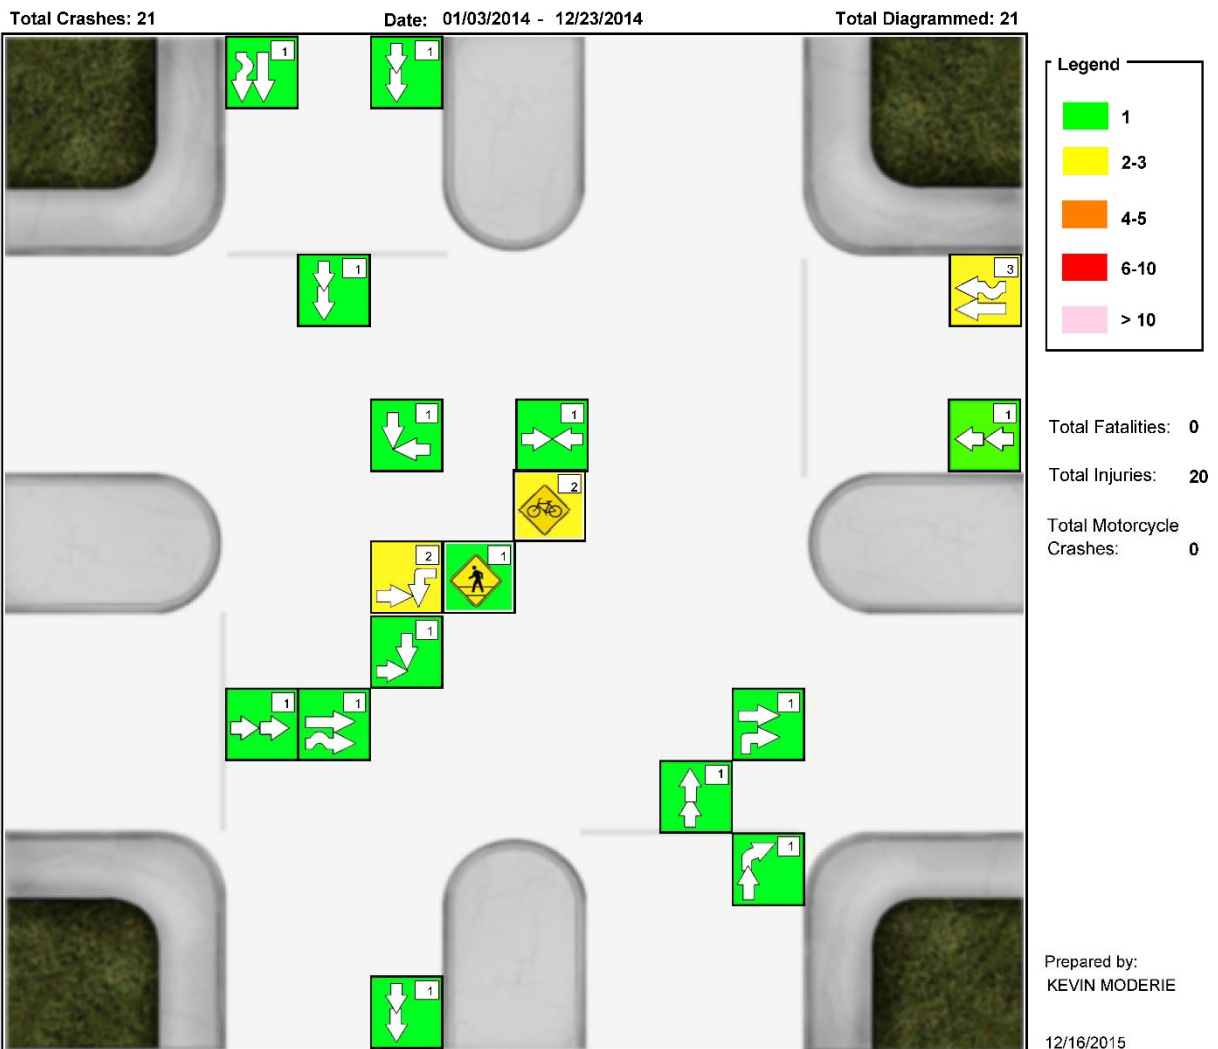 Total Crashes: 21 Date: 01/03/2014 - 12/23/2014 Total Diagrammed: 21
1 1
Legend
1
2-3
4-5
6-10
> 10
1 3
1 1 1
Total Fatalities: 0
Total Injuries: 20
Total Motorcycle
Crashes: 0
2
2 1
1
1 1 1
1
1
Prepared by:
KEVIN MODERIE
1
12/16/2015